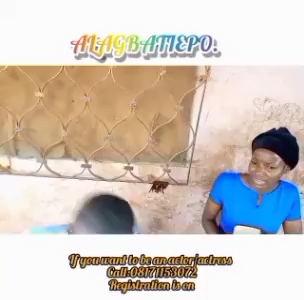 ALAGBATIEPO.
If you want to be an actor/actress
Call:08171153072
Registration is on